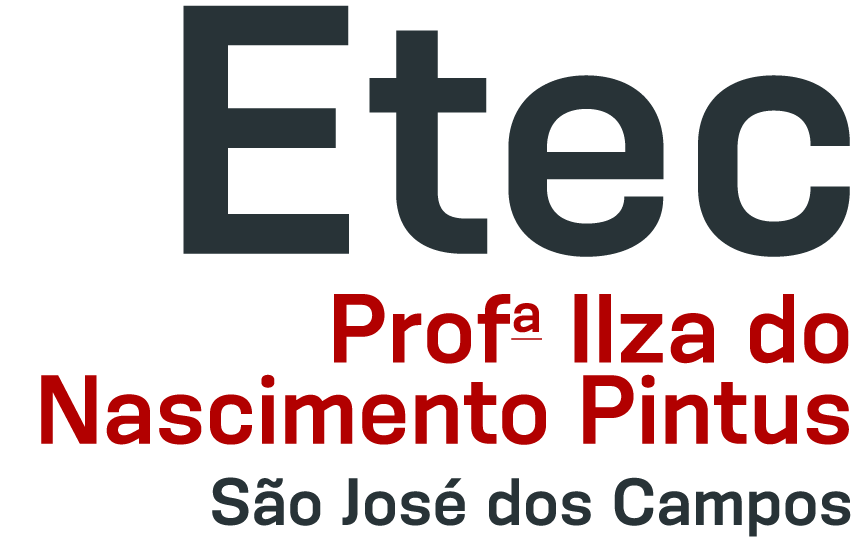 Etec
Profª Ilza do
Nascimento Pintus
São José dos Campos